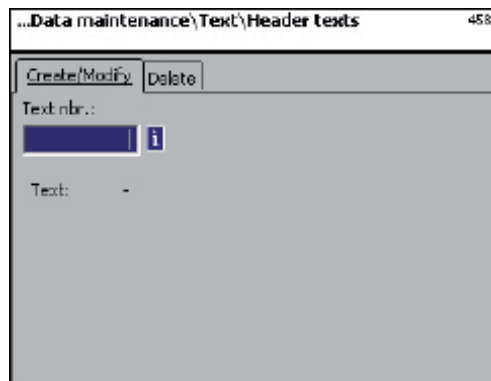 ...Data maintenance\Text\Header texts 458
Create/Modify Delete
Text nbr.:
i
Text: -